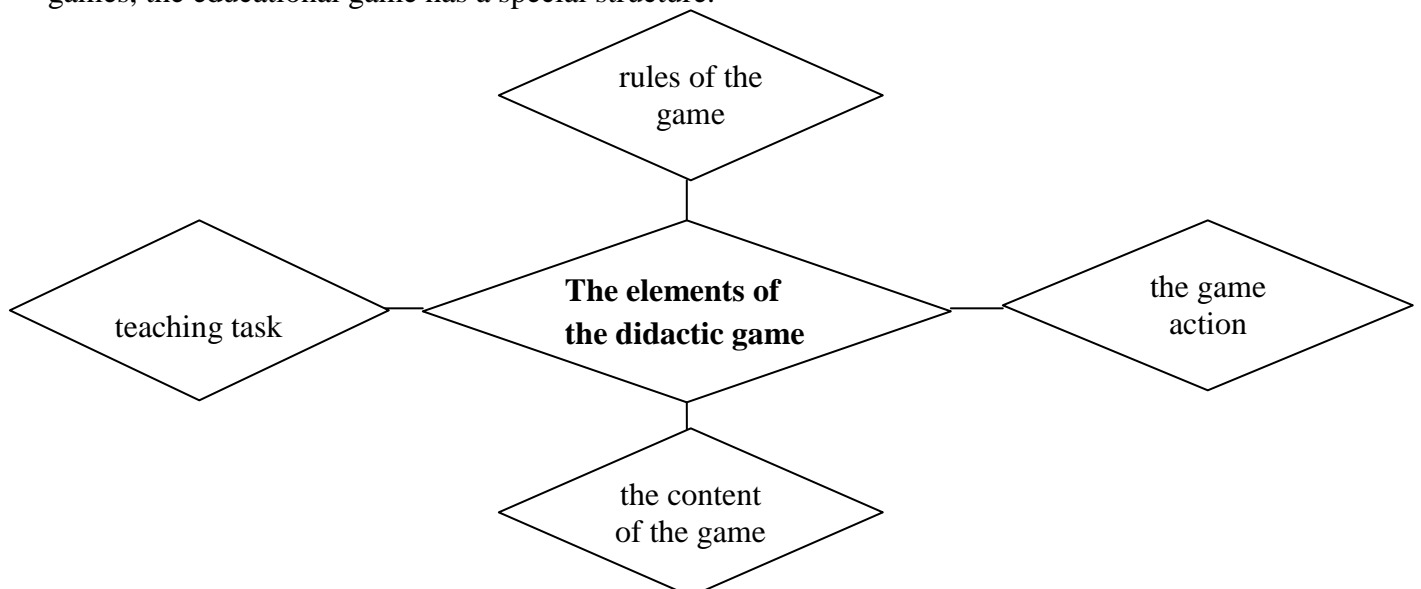 games, the educational game has a special structure.
rules of the
game
teaching task
The elements of
the didactic game
the game
action
the content
of the game